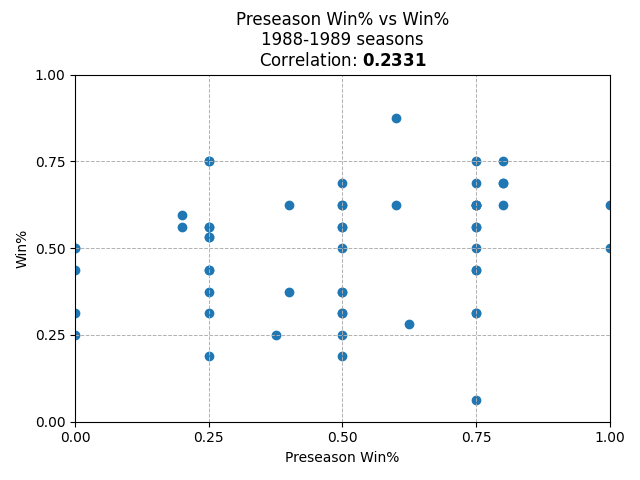 Preseason Win% vs Win%
1988-1989 seasons
Correlation: 0.2331
1.00
0.75
0.50
0.25
0.00
Win%
0.00 0.25 0.50 0.75 1.00
Preseason Win%